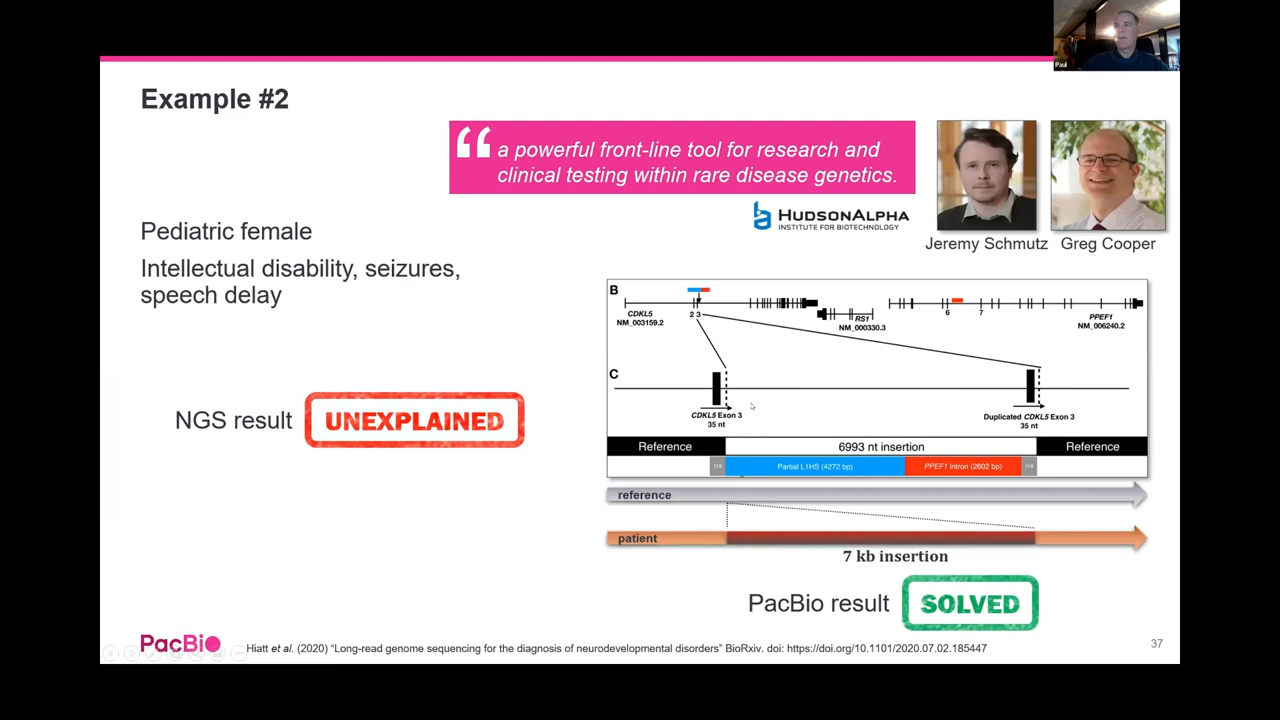 Paul
Example #2
a powerful front-line tool for research and
clinical testing within rare disease genetics.
HUDSONALPHA
INSTITUTE FOR BIOTECHNOLOGY
Jeremy Schmutz
Greg Cooper
Pediatric female
Intellectual disability, seizures,
speech delay
NGS result
UNEXPLAINED
B
CDKL5
NM_003159.2
2 3
RS1
NM_000330.3
6
7
PPEF1
NM_006240.2
C
CDKL5 Exon 3
35 nt
Duplicated CDKL5 Exon 3
35 nt
Reference
6993 nt insertion
Reference
Partial L1HS (4272 bp)
PPEF1 Intron (2602 bp)
reference
patient
7 kb insertion
PacBio result
SOLVED
PacBio
Hiatt et al. (2020) “Long-read genome sequencing for the diagnosis of neurodevelopmental disorders” BioRxiv. doi: https://doi.org/10.1101/2020.07.02.185447
37